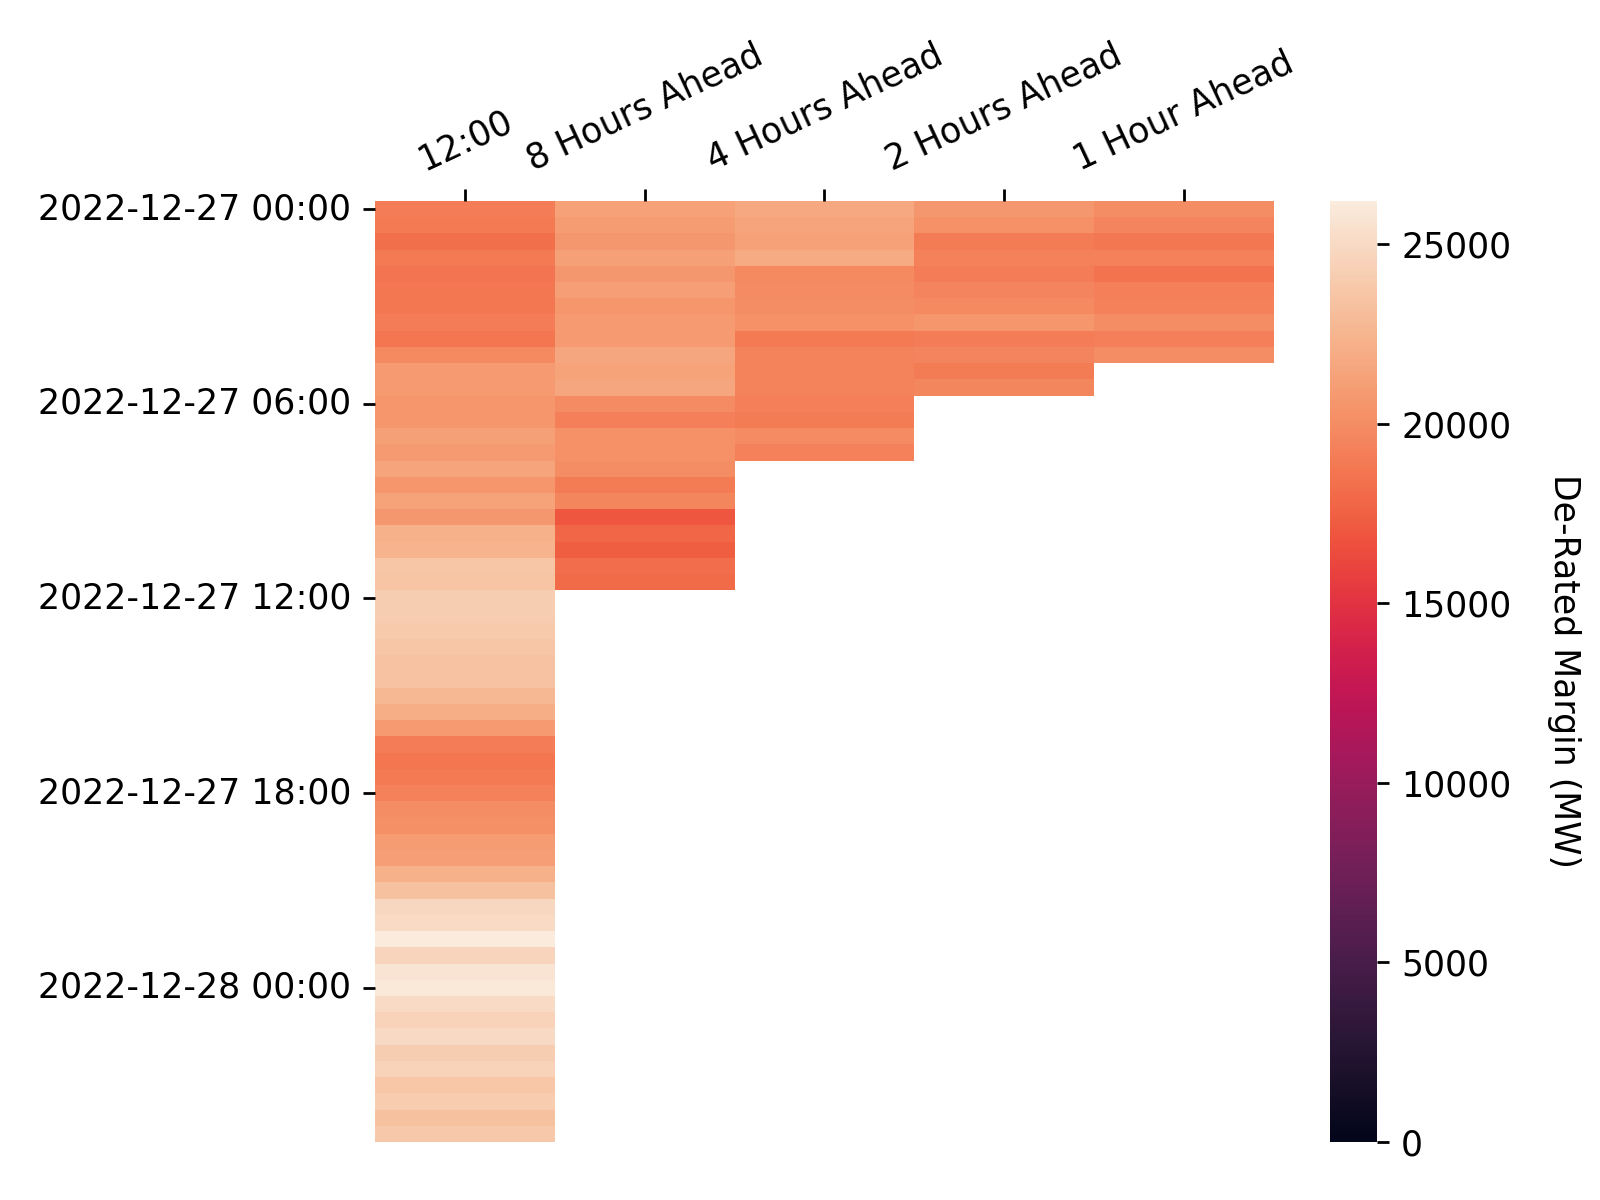 12:00
8 Hours Ahead
4 Hours Ahead
2 Hours Ahead
1 Hour Ahead
2022-12-27 00:00
2022-12-27 06:00
2022-12-27 12:00
2022-12-27 18:00
2022-12-28 00:00
25000
20000
15000
10000
5000
0
De-Rated Margin (MW)